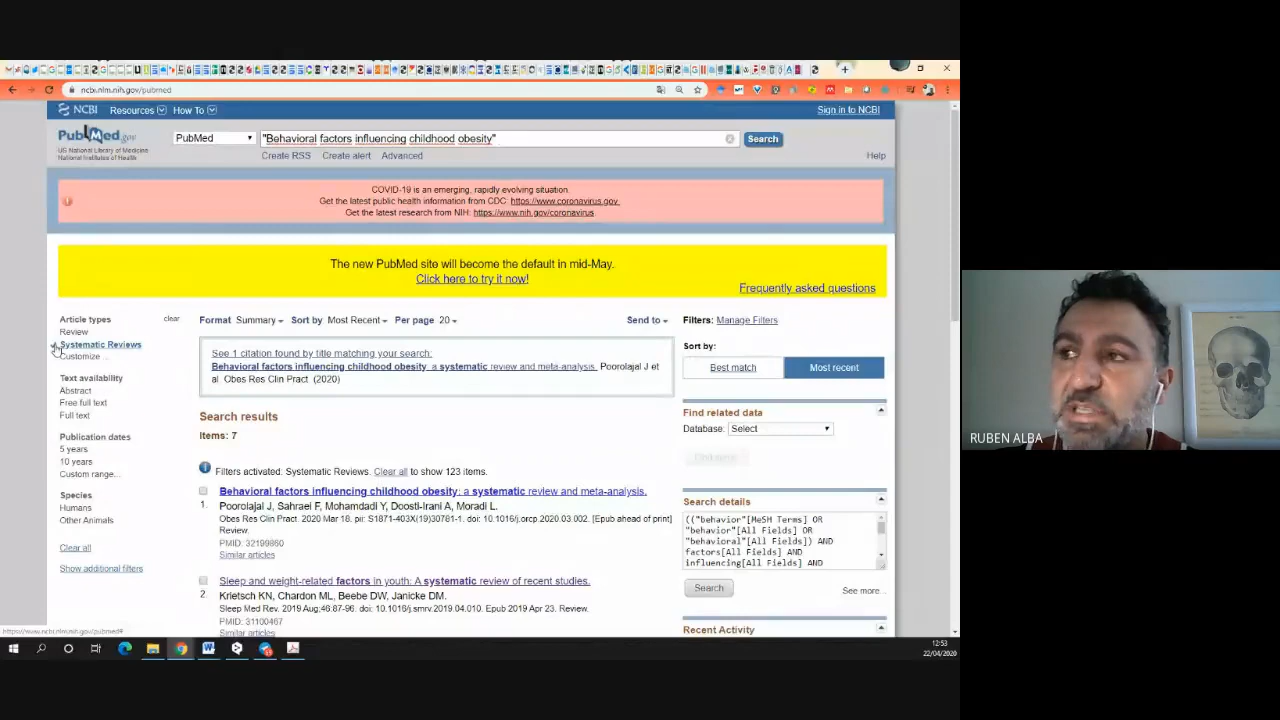 ncbi.nlm.nih.gov/pubmed
NCBI Resources How To Sign in to NCBI
PubMed.gov
US National Library of Medicine
National Institutes of Health
PubMed "Behavioral factors influencing childhood obesity" Search
Create RSS Create alert Advanced Help
COVID-19 is an emerging, rapidly evolving situation.
Get the latest public health information from CDC: https://www.coronavirus.gov
Get the latest research from NIH: https://www.nih.gov/coronavirus
The new PubMed site will become the default in mid-May.
Click here to try it now!
Frequently asked questions
Article types clear
Review
Systematic Reviews
Customize ...
Text availability
Abstract
Free full text
Full text
Publication dates
5 years
10 years
Custom range...
Species
Humans
Other Animals
Clear all
Show additional filters
Format Summary Sort by Most Recent Per page 20 Send to
See 1 citation found by title matching your search:
Behavioral factors influencing childhood obesity: a systematic review and meta-analysis. Poorolajal J et
al. Obes Res Clin Pract. (2020)
Search results
Items: 7
Filters activated: Systematic Reviews. Clear all to show 123 items.
Behavioral factors influencing childhood obesity: a systematic review and meta-analysis.
1. Poorolajal J, Sahraei F, Mohamdadi Y, Doosti-Irani A, Moradi L.
Obes Res Clin Pract. 2020 Mar 18. pii: S1871-403X(19)30781-1. doi: 10.1016/j.orcp.2020.03.002. [Epub ahead of print]
Review.
PMID: 32199860
Similar articles
Sleep and weight-related factors in youth: A systematic review of recent studies.
2. Krietsch KN, Chardon ML, Beebe DW, Janicke DM.
Sleep Med Rev. 2019 Aug;46:87-96. doi: 10.1016/j.smrv.2019.04.010. Epub 2019 Apr 23. Review.
PMID: 31100467
Similar articles
Filters: Manage Filters
Sort by:
Best match Most recent
Find related data
Database: Select
Search details
(("behavior"[MeSH Terms] OR
"behavior"[All Fields] OR
"behavioral"[All Fields]) AND
factors[All Fields] AND
influencing[All Fields] AND
Search
See more...
Recent Activity
https://www.ncbi.nlm.nih.gov/pubmed#
12:53
22/04/2020
RUBEN ALBA